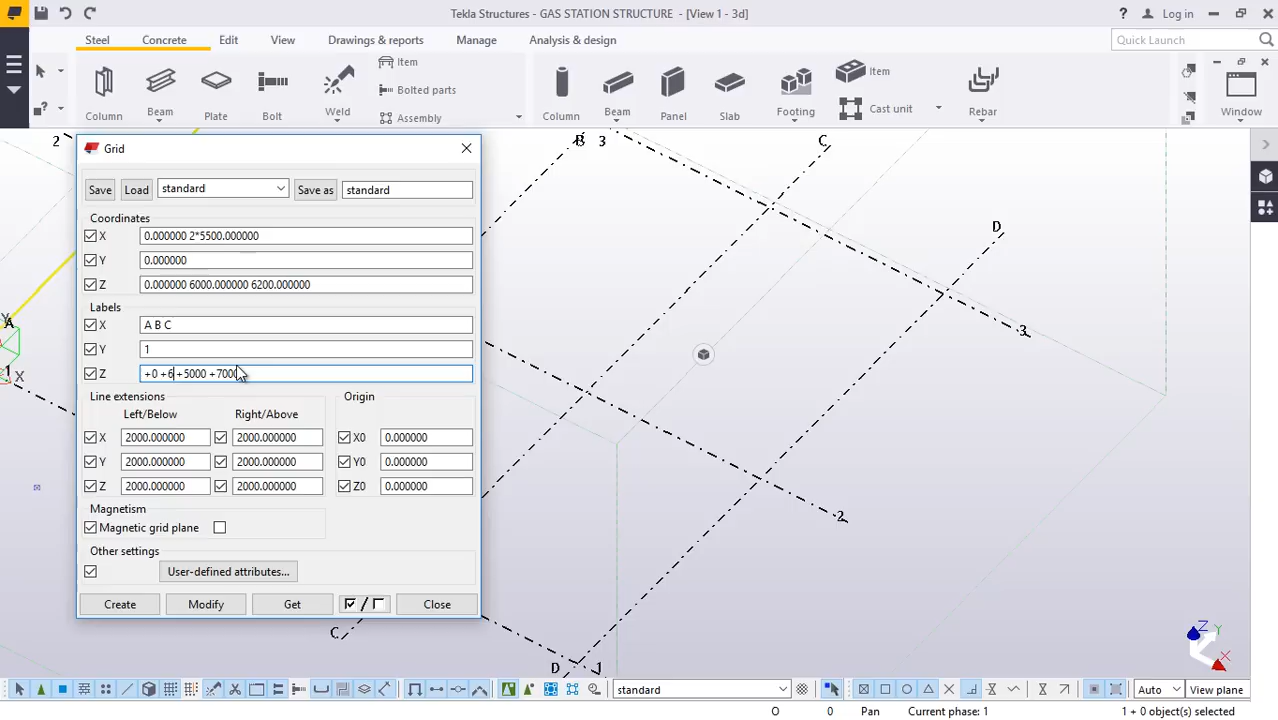 Tekla Structures - GAS STATION STRUCTURE - [View 1 - 3d]
? Log in
Steel Concrete Edit View Drawings & reports Manage Analysis & design
Quick Launch
Column Beam Plate Bolt Weld
Item
Bolted parts
Assembly
Column Beam Panel Slab Footing
Item
Cast unit
Rebar
Window
2
B 3
C
D
A
Y
1 X
3
2
C
D 1
Z Y
X
Grid
Save Load standard Save as standard
Coordinates
X 0.000000 2*5500.000000
Y 0.000000
Z 0.000000 6000.000000 6200.000000
Labels
X A B C
Y 1
Z +0 +6 +5000 +7000
Line extensions Origin
Left/Below Right/Above
X 2000.000000 2000.000000 X0 0.000000
Y 2000.000000 2000.000000 Y0 0.000000
Z 2000.000000 2000.000000 Z0 0.000000
Magnetism
Magnetic grid plane
Other settings
User-defined attributes...
Create Modify Get / Close
standard Auto View plane
O 0 Pan Current phase: 1 1 + 0 object(s) selected